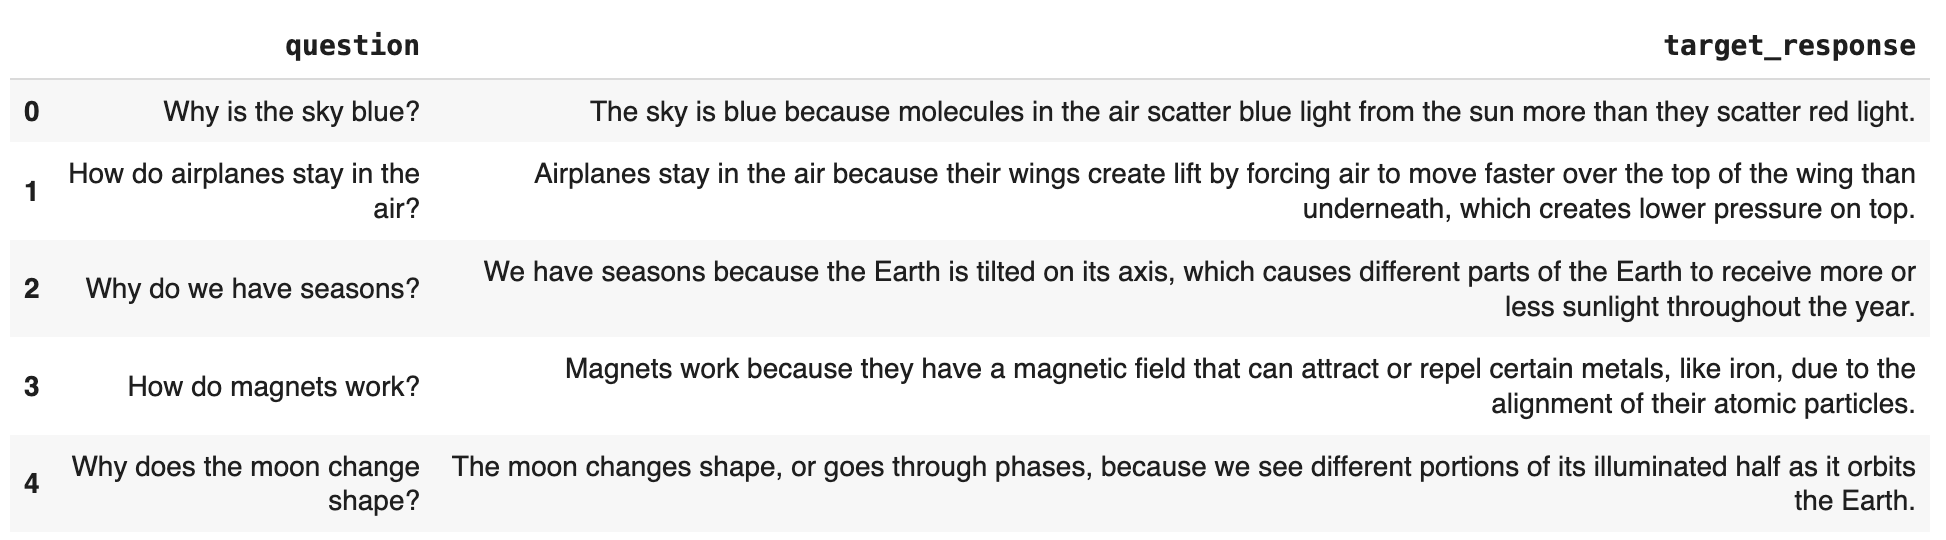 question target_response
0 Why is the sky blue? The sky is blue because molecules in the air scatter blue light from the sun more than they scatter red light.
1 How do airplanes stay in the air? Airplanes stay in the air because their wings create lift by forcing air to move faster over the top of the wing than
underneath, which creates lower pressure on top.
2 Why do we have seasons? We have seasons because the Earth is tilted on its axis, which causes different parts of the Earth to receive more or
less sunlight throughout the year.
3 How do magnets work? Magnets work because they have a magnetic field that can attract or repel certain metals, like iron, due to the
alignment of their atomic particles.
4 Why does the moon change shape? The moon changes shape, or goes through phases, because we see different portions of its illuminated half as it orbits
the Earth.